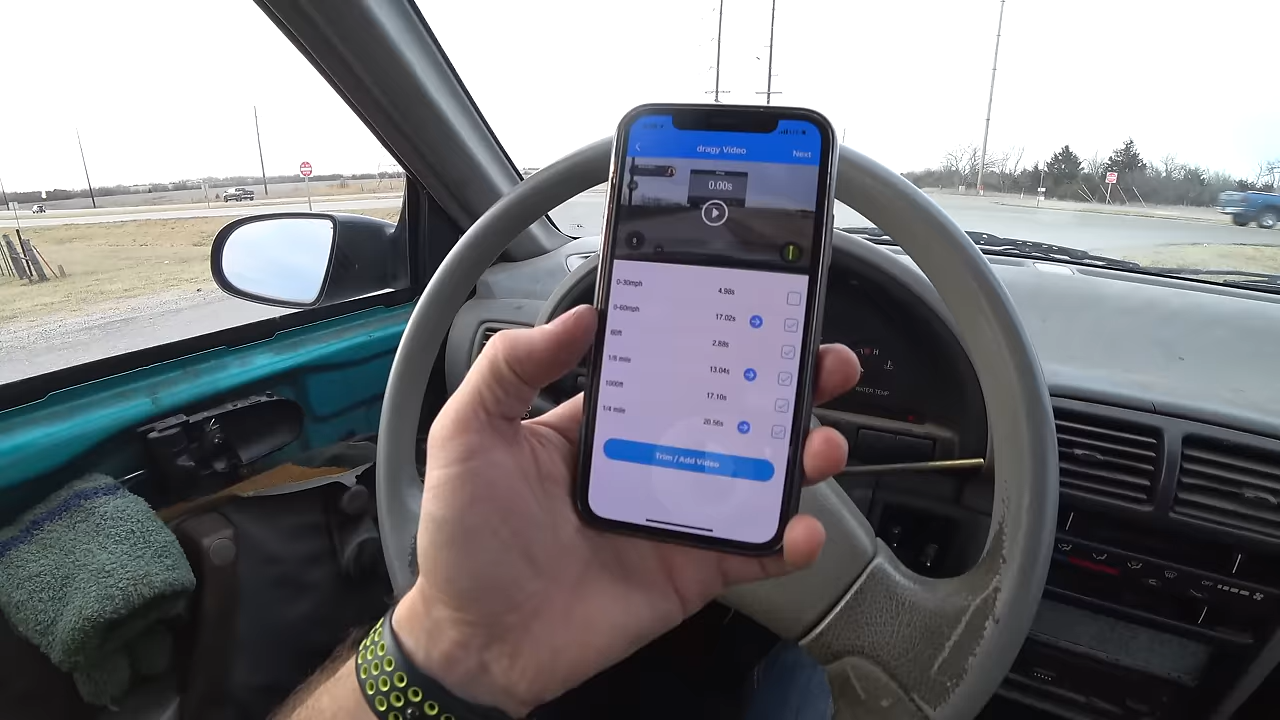 dragy Video Next
0.00s
0-30mph 4.98s
0-60mph 17.02s
60ft 2.89s
1/8 mile 13.04s
1000ft 17.10s
1/4 mile 20.56s
Trim / Add Video
H
WATER TEMP
OFF